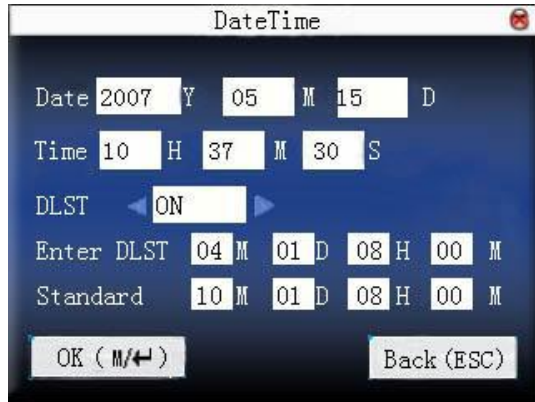 DateTime
Date 2007 Y 05 M 15 D
Time 10 H 37 M 30 S
DLST ON
Enter DLST 04 M 01 D 08 H 00 M
Standard 10 M 01 D 08 H 00 M
OK (M/↵) Back (ESC)